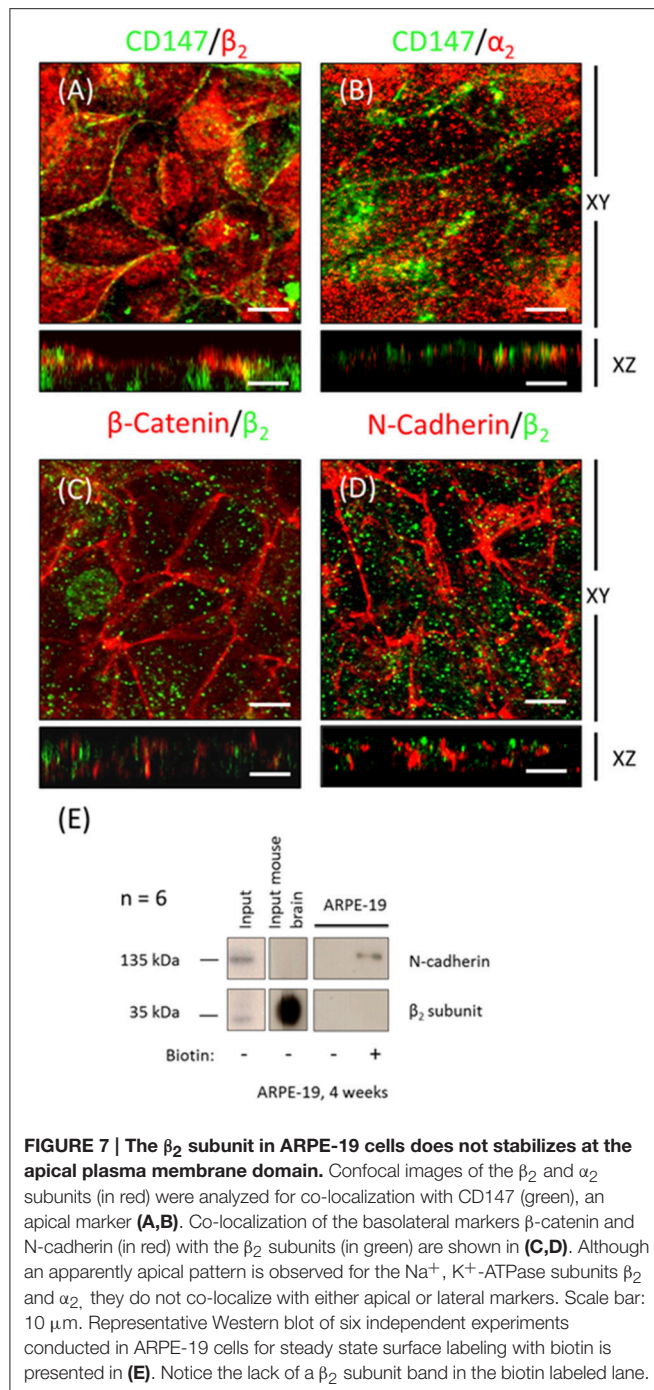 CD147/β₂ CD147/α₂
(A) (B)
XY
XZ
β-Catenin/β₂ N-Cadherin/β₂
(C) (D)
XY
XZ
(E)
n = 6
Input
Input mouse
brain
ARPE-19
135 kDa
N-cadherin
35 kDa
β₂ subunit
Biotin: - - - +
ARPE-19, 4 weeks
FIGURE 7 | The β₂ subunit in ARPE-19 cells does not stabilizes at the
apical plasma membrane domain. Confocal images of the β₂ and α₂
subunits (in red) were analyzed for co-localization with CD147 (green), an
apical marker (A,B). Co-localization of the basolateral markers β-catenin and
N-cadherin (in red) with the β₂ subunits (in green) are shown in (C,D). Although
an apparently apical pattern is observed for the Na⁺, K⁺-ATPase subunits β₂
and α₂, they do not co-localize with either apical or lateral markers. Scale bar:
10 μm. Representative Western blot of six independent experiments
conducted in ARPE-19 cells for steady state surface labeling with biotin is
presented in (E). Notice the lack of a β₂ subunit band in the biotin labeled lane.